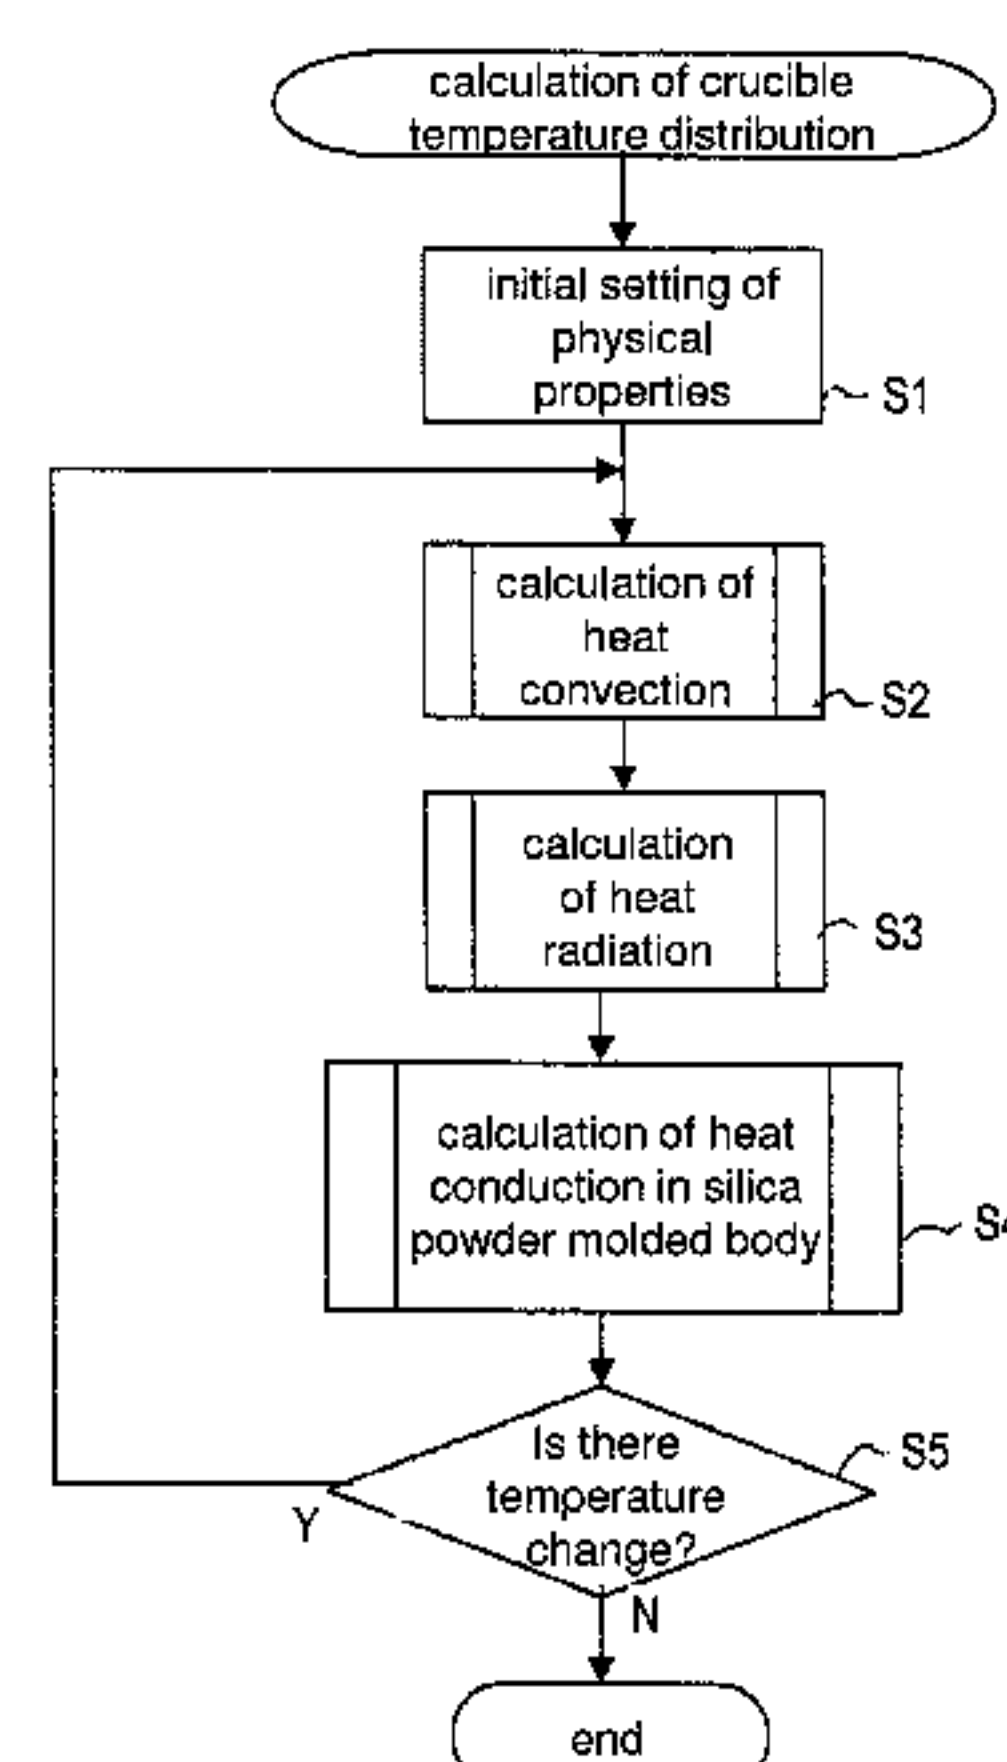 calculation of crucible
temperature distribution
initial setting of
physical
properties
S1
calculation of
heat
convection
S2
calculation
of heat
radiation
S3
calculation of heat
conduction in silica
powder molded body
S4
Is there
temperature
change?
S5
Y
N
end